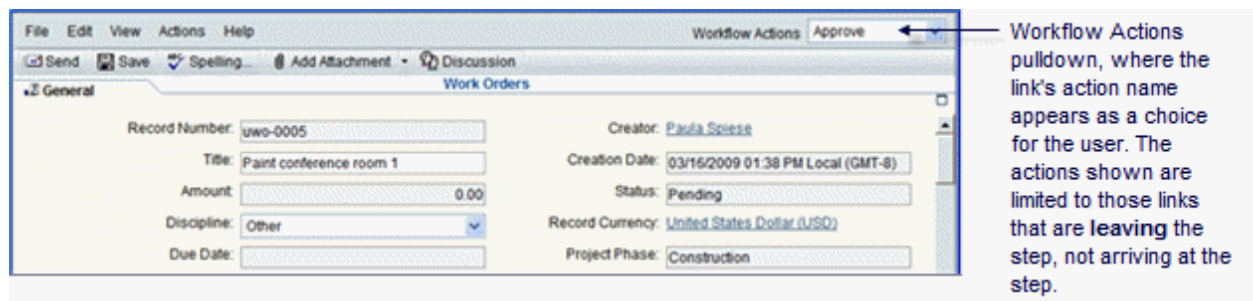 File Edit View Actions Help Workflow Actions Approve
Send Save Spelling... Add Attachment Discussion
Work Orders
General
Record Number: uwo-0005 Creator: Paula Spiese
Title: Paint conference room 1 Creation Date: 03/16/2009 01:38 PM Local (GMT-8)
Amount: 0.00 Status: Pending
Discipline: Other Record Currency: United States Dollar (USD)
Due Date: Project Phase: Construction
Workflow Actions
pulldown, where the
link's action name
appears as a choice
for the user. The
actions shown are
limited to those links
that are leaving the
step, not arriving at the
step.